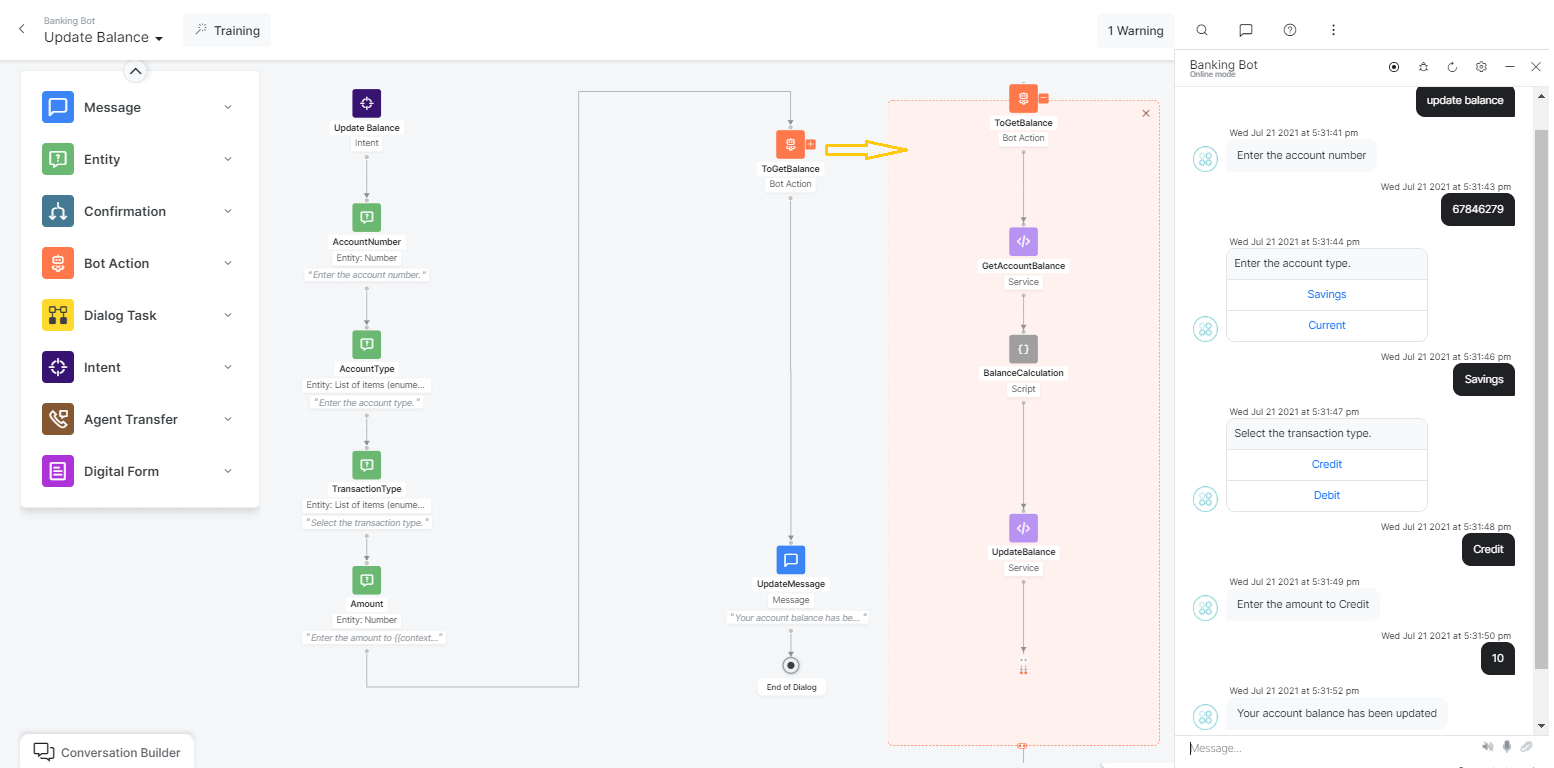 Banking Bot
Update Balance
Training
1 Warning
Message
Entity
Confirmation
Bot Action
Dialog Task
Intent
Agent Transfer
Digital Form
Conversation Builder
Update Balance
Intent
AccountNumber
Entity: Number
"Enter the account number."
AccountType
Entity: List of items (enume...
"Enter the account type."
TransactionType
Entity: List of items (enume...
"Select the transaction type."
Amount
Entity: Number
"Enter the amount to {{context...
ToGetBalance
Bot Action
UpdateMessage
Message
"Your account balance has be..."
End of Dialog
ToGetBalance
Bot Action
GetAccountBalance
Service
BalanceCalculation
Script
UpdateBalance
Service
Banking Bot
Online mode
update balance
Wed Jul 21 2021 at 5:31:41 pm
Enter the account number
Wed Jul 21 2021 at 5:31:43 pm
67846279
Wed Jul 21 2021 at 5:31:44 pm
Enter the account type.
Savings
Current
Wed Jul 21 2021 at 5:31:46 pm
Savings
Wed Jul 21 2021 at 5:31:47 pm
Select the transaction type.
Credit
Debit
Wed Jul 21 2021 at 5:31:48 pm
Credit
Wed Jul 21 2021 at 5:31:49 pm
Enter the amount to Credit
Wed Jul 21 2021 at 5:31:50 pm
10
Wed Jul 21 2021 at 5:31:52 pm
Your account balance has been updated
Message...